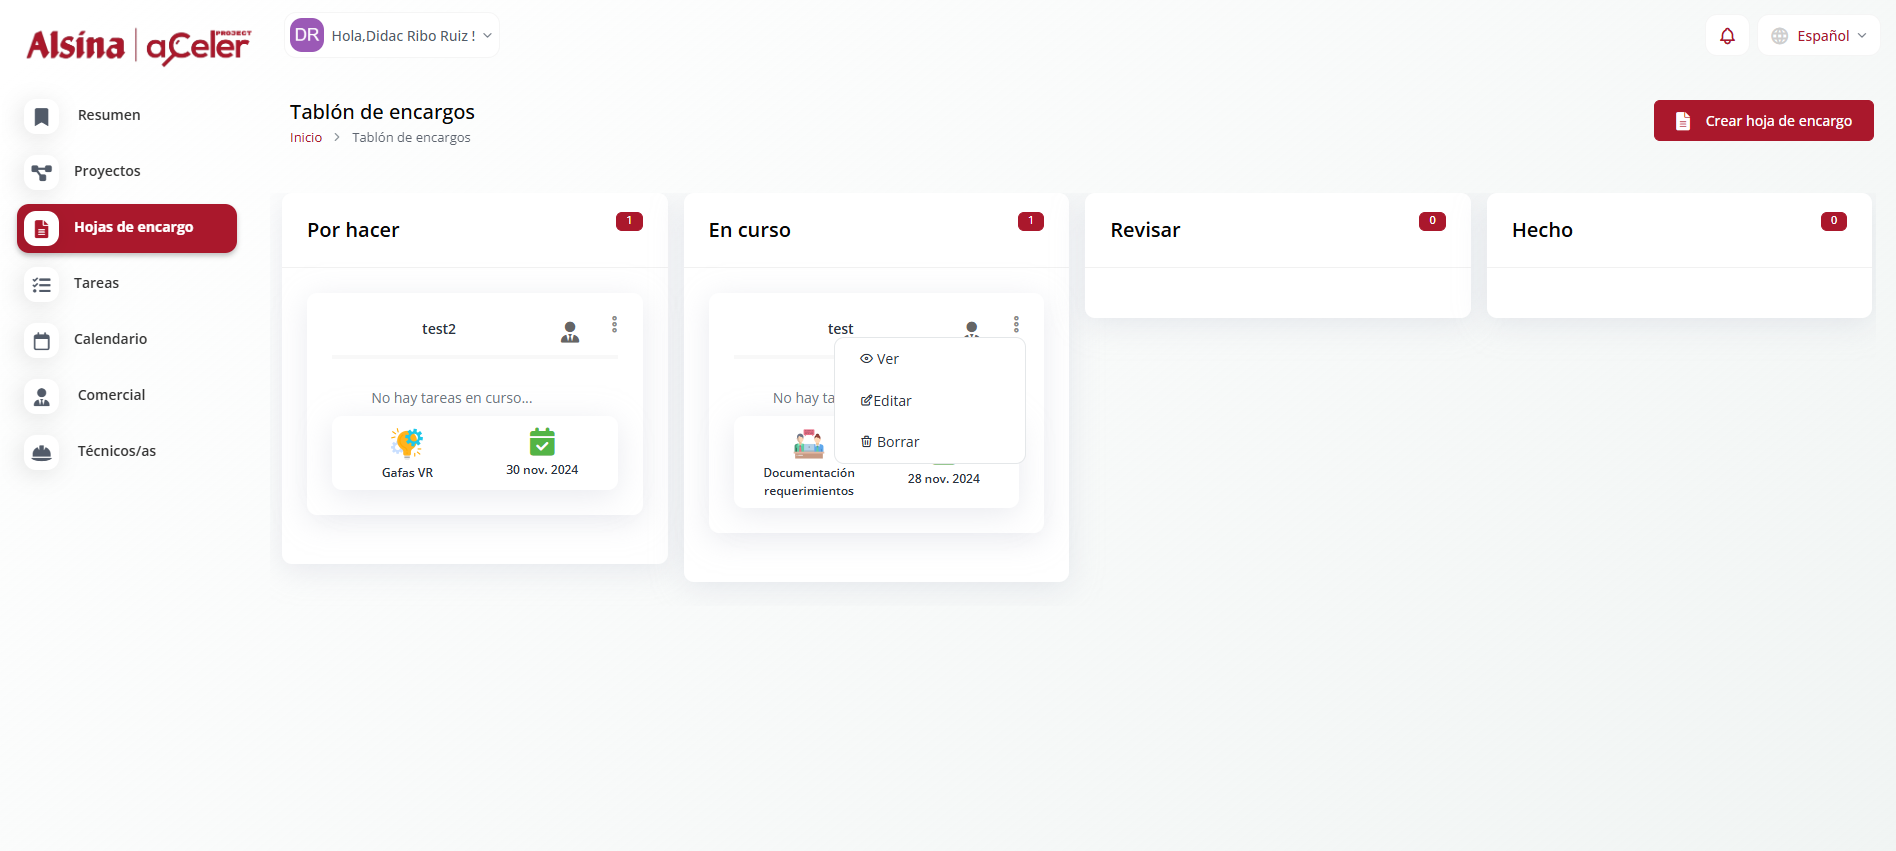 Alsina | aCeler PROJECT
DR Hola,Didac Ribo Ruiz !
Español
Resumen
Proyectos
Hojas de encargo
Tareas
Calendario
Comercial
Técnicos/as
Tablón de encargos
Inicio > Tablón de encargos
Crear hoja de encargo
Por hacer 1
test2
No hay tareas en curso...
Gafas VR
30 nov. 2024
En curso 1
test
No hay ta
Ver
Editar
Borrar
Documentación
requerimientos
28 nov. 2024
Revisar 0
Hecho 0